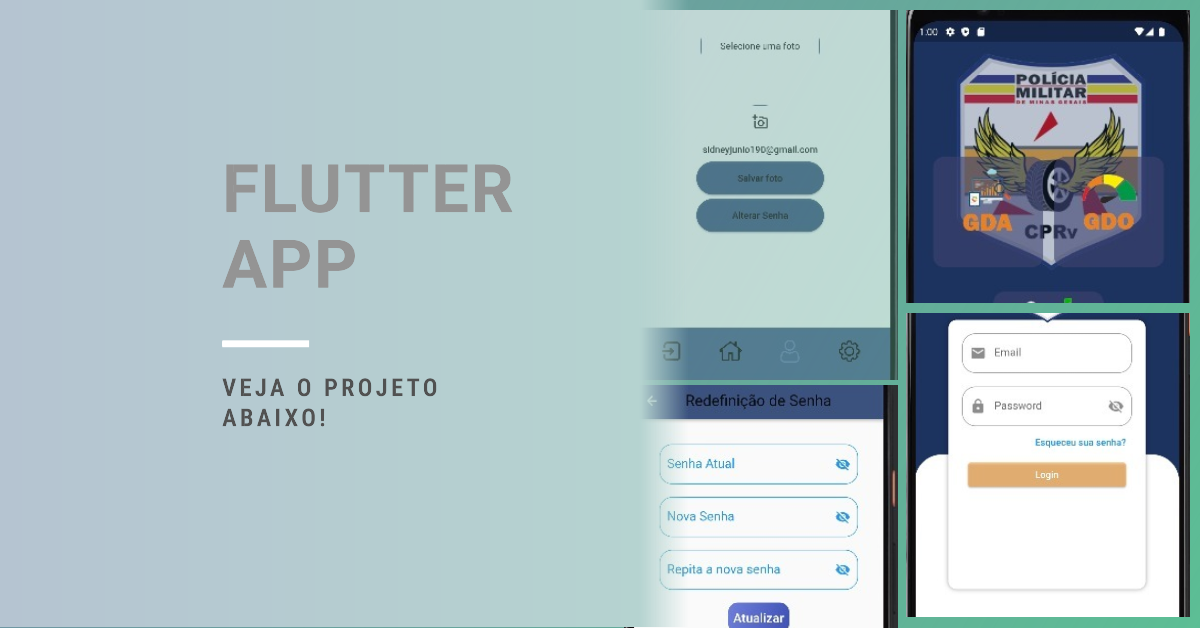 FLUTTER
APP
VEJA O PROJETO
ABAIXO!
Selecione uma foto
sidneyjunio190@gmail.com
Salvar foto
Alterar Senha
Redefinição de Senha
Senha Atual
Nova Senha
Repita a nova senha
Atualizar
1:00
POLÍCIA
MILITAR
DE MINAS GERAIS
GDA
CPRv
GDO
Email
Password
Esqueceu sua senha?
Login